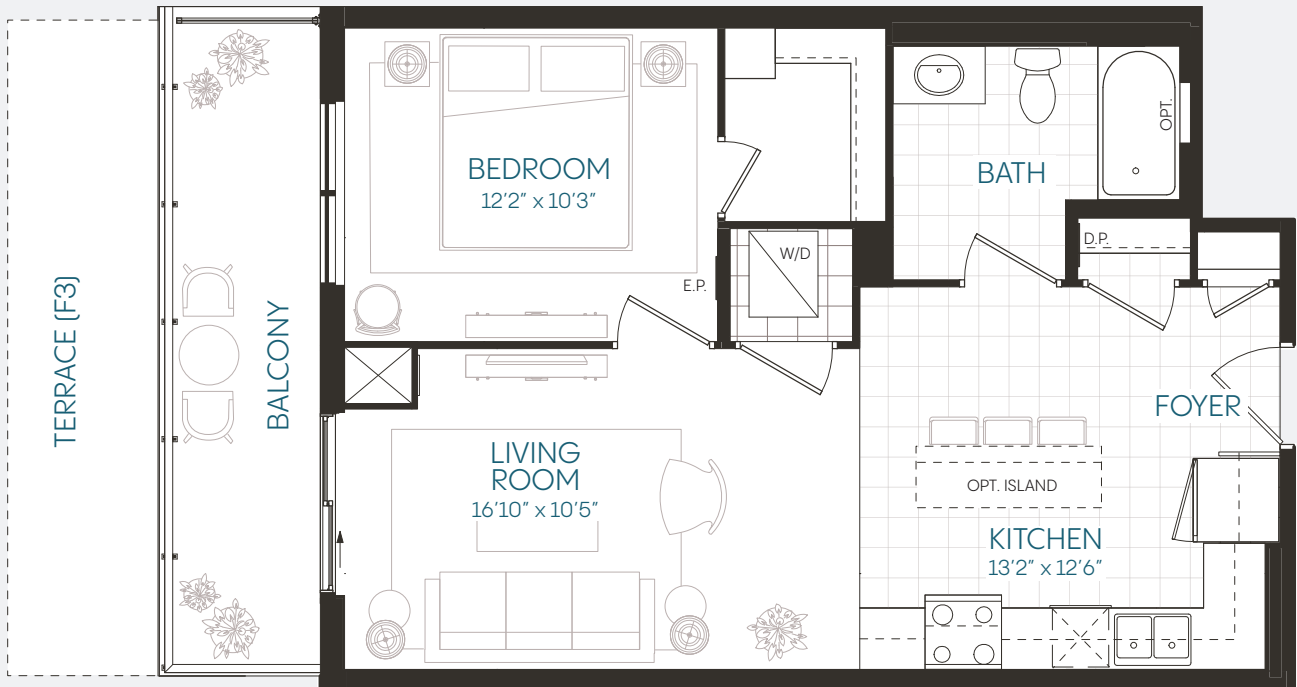 BEDROOM
12'2" x 10'3"
BATH
OPT.
W/D
D.P.
E.P.
TERRACE (F3)
BALCONY
FOYER
LIVING
ROOM
16'10" x 10'5"
OPT. ISLAND
KITCHEN
13'2" x 12'6"